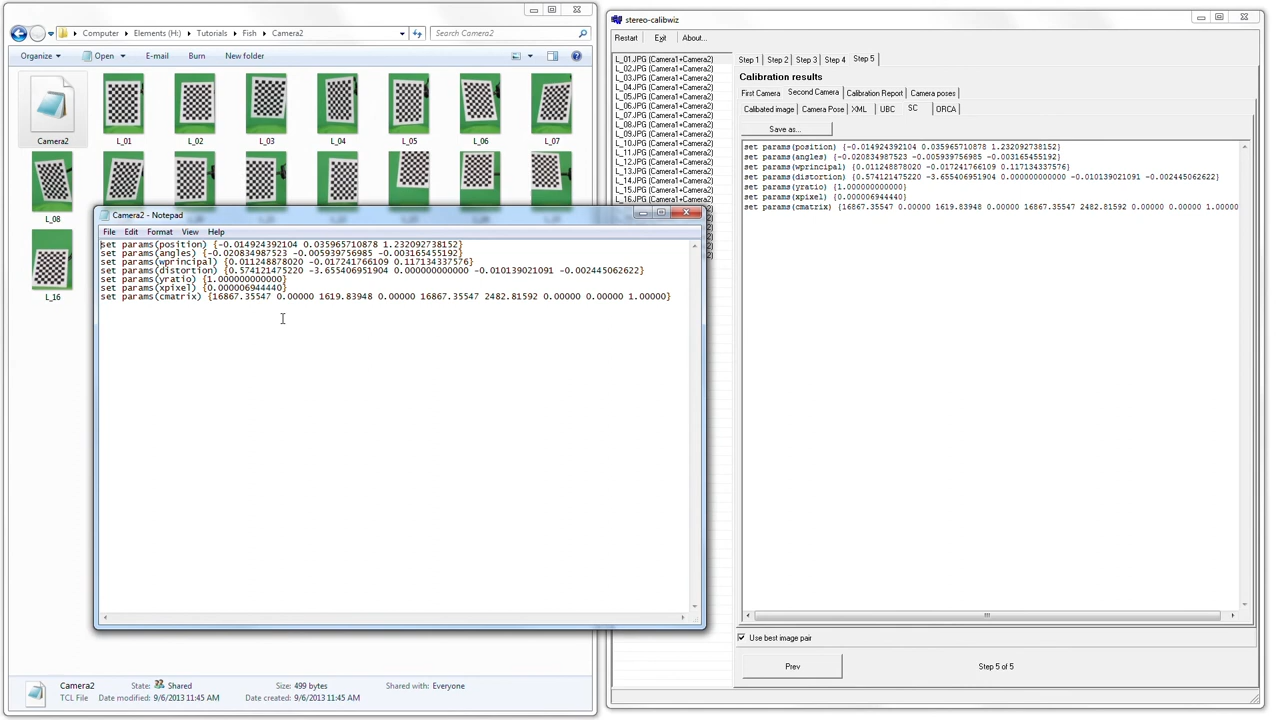 Computer ▸ Elements (H:) ▸ Tutorials ▸ Fish ▸ Camera2
Search Camera2
Organize
Open
E-mail
Burn
New folder
Camera2
L_01
L_02
L_03
L_04
L_05
L_06
L_07
L_08
L_16
Camera2 - Notepad
File Edit Format View Help
set params(position) {-0.014924392104 0.035965710878 1.232092738152}
set params(angles) {-0.020834987523 -0.005939756985 -0.003165455192}
set params(wprincipal) {0.011248878020 -0.017241766109 0.117134337576}
set params(distortion) {0.574121475220 -3.655406951904 0.000000000000 -0.010139021091 -0.002445062622}
set params(yratio) {1.000000000000}
set params(xpixel) {0.000006944440}
set params(cmatrix) {16867.35547 0.00000 1619.83948 0.00000 16867.35547 2482.81592 0.00000 0.00000 1.00000}
Camera2
TCL File
State: Shared
Date modified: 9/6/2013 11:45 AM
Size: 499 bytes
Date created: 9/6/2013 11:45 AM
Shared with: Everyone
stereo-calibwiz
Restart Exit About...
L_01.JPG (Camera1+Camera2)
L_02.JPG (Camera1+Camera2)
L_03.JPG (Camera1+Camera2)
L_04.JPG (Camera1+Camera2)
L_05.JPG (Camera1+Camera2)
L_06.JPG (Camera1+Camera2)
L_07.JPG (Camera1+Camera2)
L_08.JPG (Camera1+Camera2)
L_09.JPG (Camera1+Camera2)
L_10.JPG (Camera1+Camera2)
L_11.JPG (Camera1+Camera2)
L_12.JPG (Camera1+Camera2)
L_13.JPG (Camera1+Camera2)
L_14.JPG (Camera1+Camera2)
L_15.JPG (Camera1+Camera2)
L_16.JPG (Camera1+Camera2)
Step 1 Step 2 Step 3 Step 4 Step 5
Calibration results
First Camera Second Camera Calibration Report Camera poses
Calibated image Camera Pose XML UBC SC ORCA
Save as...
set params(position) {-0.014924392104 0.035965710878 1.232092738152}
set params(angles) {-0.020834987523 -0.005939756985 -0.003165455192}
set params(wprincipal) {0.011248878020 -0.017241766109 0.117134337576}
set params(distortion) {0.574121475220 -3.655406951904 0.000000000000 -0.010139021091 -0.002445062622}
set params(yratio) {1.000000000000}
set params(xpixel) {0.000006944440}
set params(cmatrix) {16867.35547 0.00000 1619.83948 0.00000 16867.35547 2482.81592 0.00000 0.00000 1.00000
Use best image pair
Prev
Step 5 of 5